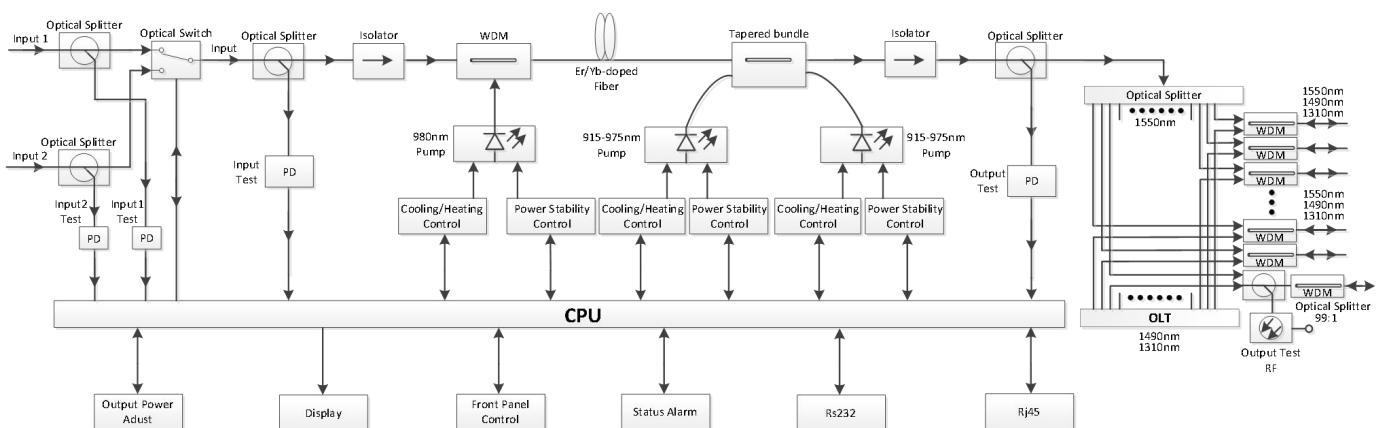 Optical Splitter
Input 1
Optical Switch
Input
Optical Splitter
Isolator
WDM
Er/Yb-doped
Fiber
Tapered bundle
Isolator
Optical Splitter
Optical Splitter
1550nm
1550nm
1490nm
1310nm
WDM
WDM
WDM
1550nm
1490nm
1310nm
WDM
WDM
WDM
Optical Splitter
99:1
Optical Splitter
Input 2
Input2
Test
Input1
Test
PD
PD
Input
Test
PD
980nm
Pump
915-975nm
Pump
915-975nm
Pump
Output
Test
PD
Cooling/Heating
Control
Power Stability
Control
Cooling/Heating
Control
Power Stability
Control
Cooling/Heating
Control
Power Stability
Control
CPU
OLT
1490nm
1310nm
Output Test
RF
Output Power
Adust
Display
Front Panel
Control
Status Alarm
Rs232
Rj45